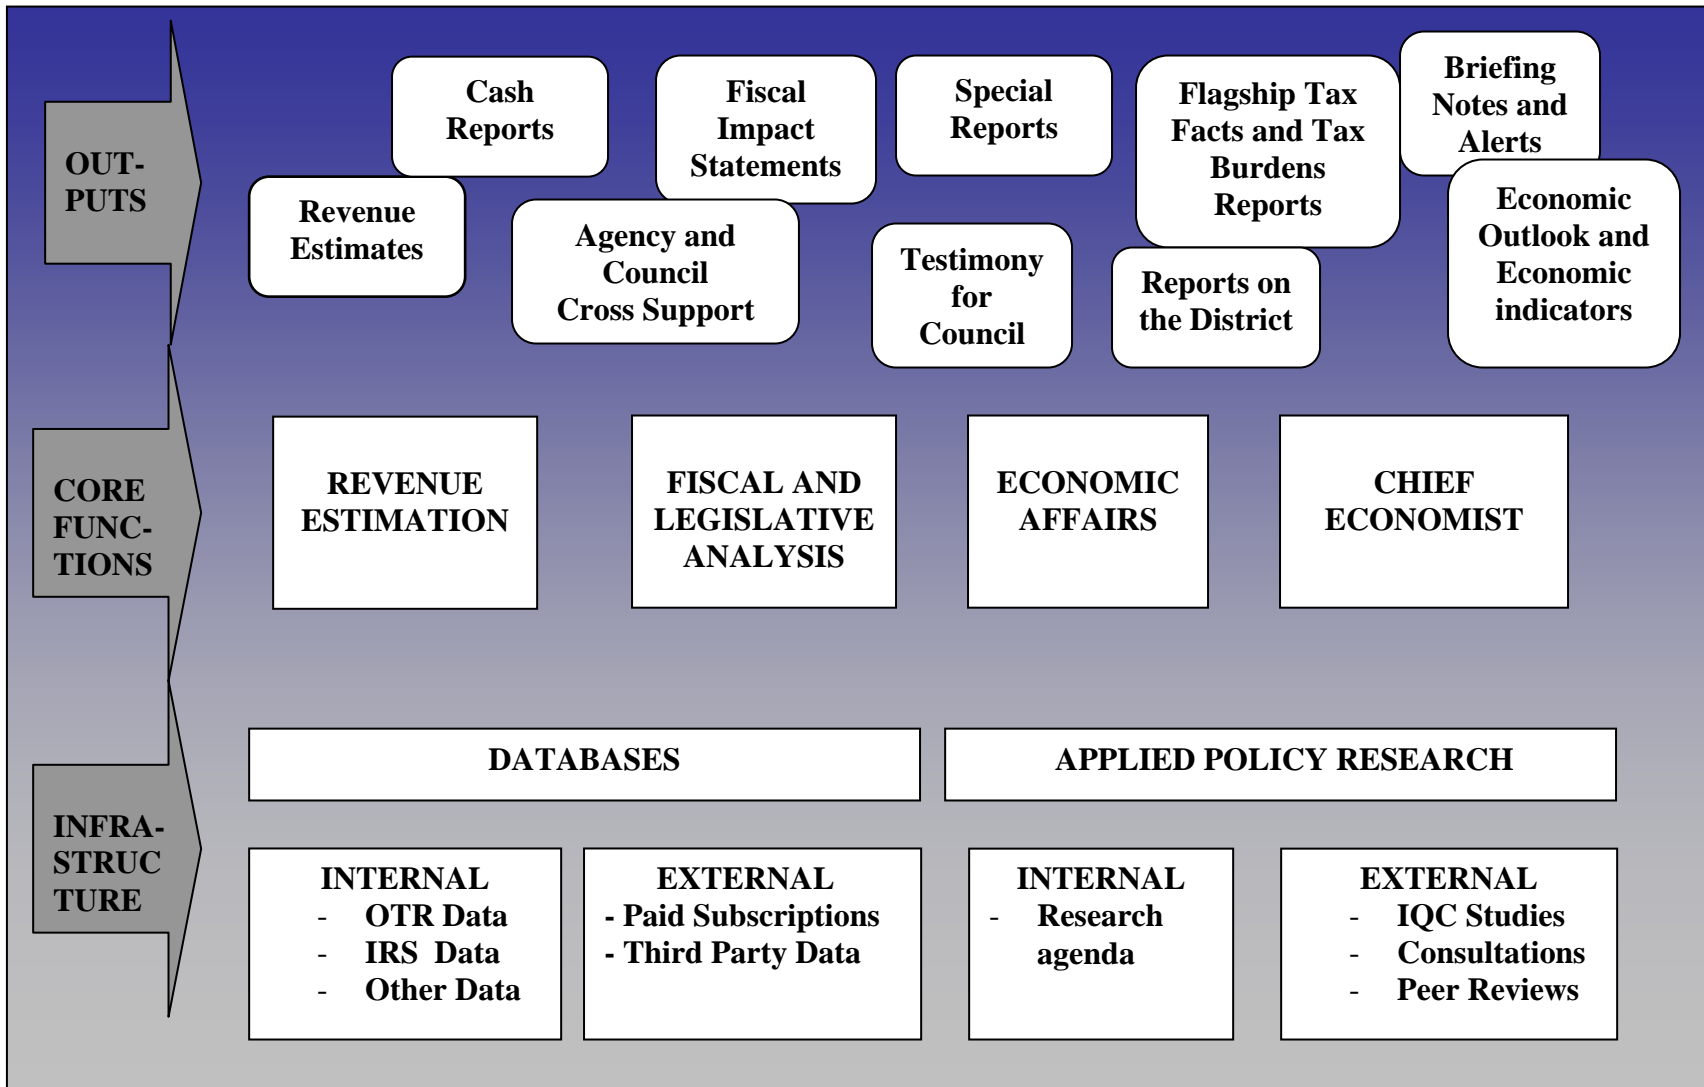 OUT-
PUTS
Cash
Reports
Fiscal
Impact
Statements
Special
Reports
Flagship Tax
Facts and Tax
Burdens
Reports
Briefing
Notes and
Alerts
Revenue
Estimates
Agency and
Council
Cross Support
Testimony
for
Council
Reports on
the District
Economic
Outlook and
Economic
indicators
CORE
FUNC-
TIONS
REVENUE
ESTIMATION
FISCAL AND
LEGISLATIVE
ANALYSIS
ECONOMIC
AFFAIRS
CHIEF
ECONOMIST
INFRA-
STRUC
TURE
DATABASES
APPLIED POLICY RESEARCH
INTERNAL
- OTR Data
- IRS Data
- Other Data
EXTERNAL
- Paid Subscriptions
- Third Party Data
INTERNAL
- Research
agenda
EXTERNAL
- IQC Studies
- Consultations
- Peer Reviews